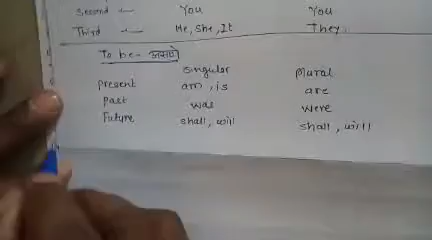 Second " You You
Third " He, She, It They.
To be - असणे
Singular Plural
Present am, is are
Past was were
Future shall, will shall, will